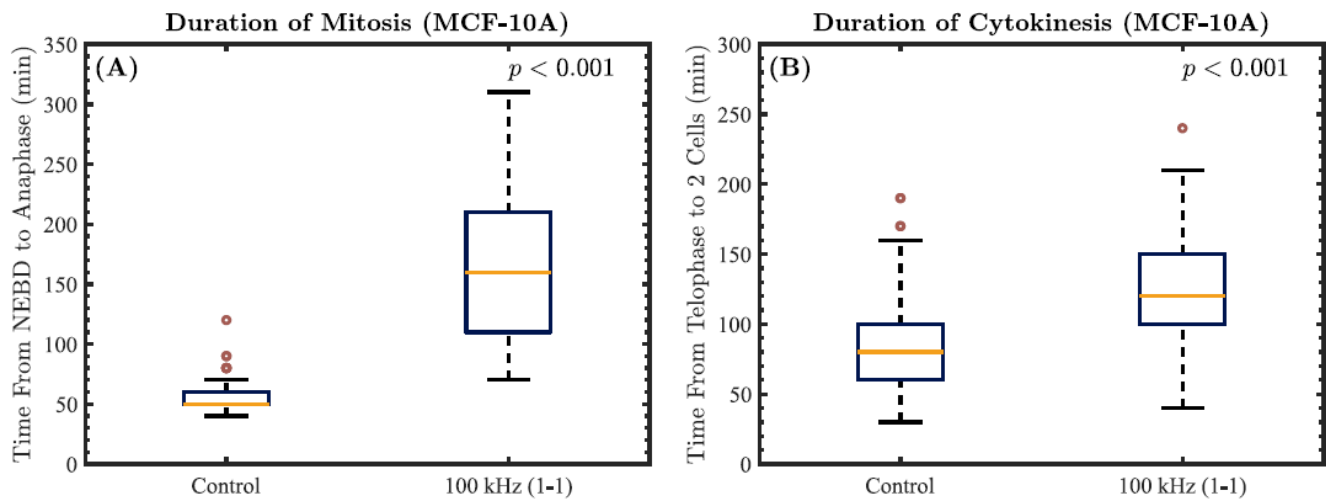 Duration of Mitosis (MCF-10A)
(A)
p < 0.001
Time From NEBD to Anaphase (min)
350
300
250
200
150
100
50
0
Control
100 kHz (1-1)
Duration of Cytokinesis (MCF-10A)
(B)
p < 0.001
Time From Telophase to 2 Cells (min)
300
250
200
150
100
50
0
Control
100 kHz (1-1)